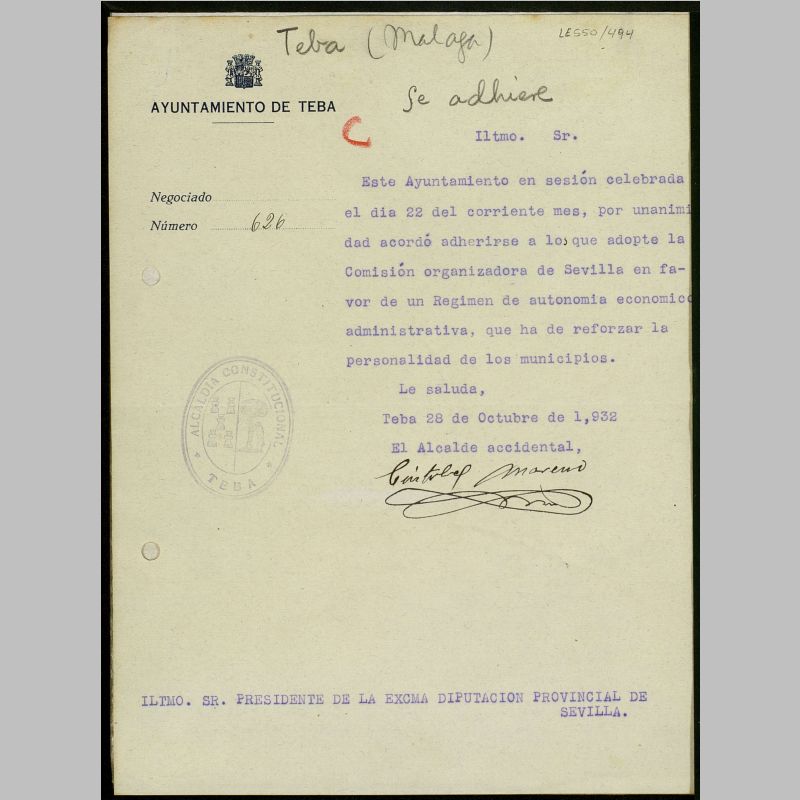 Teba (Malaga)
LE550/494
Se adhiere
AYUNTAMIENTO DE TEBA
Iltmo. Sr.
Negociado
Número 626
Este Ayuntamiento en sesión celebrada
el dia 22 del corriente mes, por unanimi
dad acordó adherirse a lo que adopte la
Comisión organizadora de Sevilla en fa-
vor de un Regimen de autonomia economico
administrativa, que ha de reforzar la
personalidad de los municipios.
Le saluda,
Teba 28 de Octubre de 1,932
El Alcalde accidental,
Cristobal Moreno
ALCALDÍA CONSTITUCIONAL
TEBA
ILTMO. SR. PRESIDENTE DE LA EXCMA DIPUTACION PROVINCIAL DE
SEVILLA.